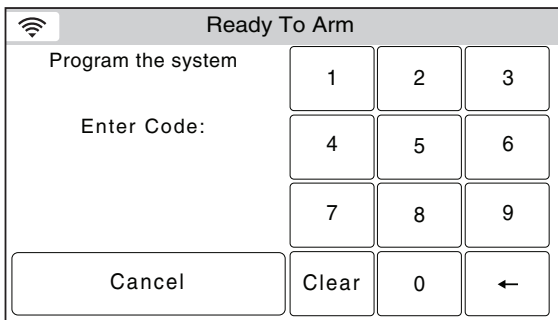 Ready To Arm
Program the system
Enter Code:
1 2 3
4 5 6
7 8 9
Cancel Clear 0 ←